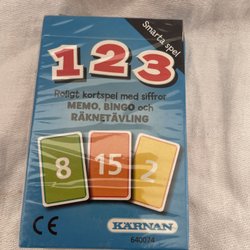 Smarta spel
1 2 3
Roligt kortspel med siffror
MEMO, BINGO och
RÄKNETÄVLING
8 15 2
CE KÄRNAN
640074